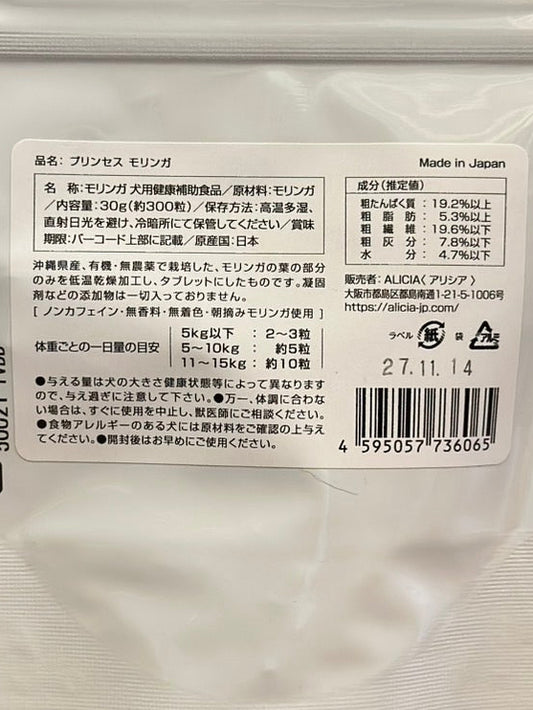 品名: プリンセス モリンガ
Made in Japan
名　称:モリンガ 犬用健康補助食品/原材料:モリンガ
/内容量:30g(約300粒)/保存方法:高温多湿、
直射日光を避け、冷暗所にて保管してください/賞味
期限:バーコード上部に記載/原産国:日本
成分(推定値)
粗たんぱく質 : 19.2%以上
粗 脂 肪 : 5.3%以上
粗 繊 維 : 19.6%以下
粗 灰 分 : 7.8%以下
水　　分 : 4.7%以下
沖縄県産、有機・無農薬で栽培した、モリンガの葉の部分
のみを低温乾燥加工し、タブレットにしたものです。凝固
剤などの添加物は一切入っておりません。
[ ノンカフェイン・無香料・無着色・朝摘みモリンガ使用 ]
販売者: ALICIA〈 アリシア 〉
大阪市都島区都島南通1-21-5-1006号
https://alicia-jp.com/
体重ごとの一日量の目安
5kg以下 : 2〜3粒
5〜10kg : 約5粒
11〜15kg : 約10粒
ラベル 紙 袋 アルミ
27.11.14
●与える量は犬の大きさ健康状態等によって異なりますの
で、与え過ぎに注意して下さい。●万一、体調に合わな
い場合は、すぐに使用を中止し、獣医師にご相談ください。
●食物アレルギーのある犬には原材料をご確認の上与え
てください。●開封後はお早めにご使用ください。
4 595057 736065